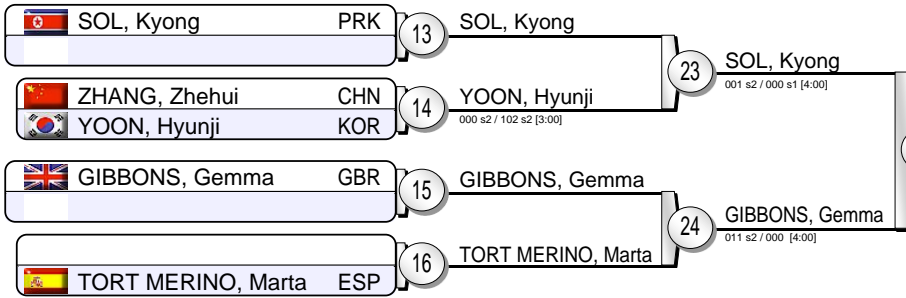 SOL, Kyong PRK
13
SOL, Kyong
23
SOL, Kyong
001 s2 / 000 s1 [4:00]
ZHANG, Zhehui CHN
YOON, Hyunji KOR
14
YOON, Hyunji
000 s2 / 102 s2 [3:00]
GIBBONS, Gemma GBR
15
GIBBONS, Gemma
24
GIBBONS, Gemma
011 s2 / 000 [4:00]
TORT MERINO, Marta ESP
16
TORT MERINO, Marta